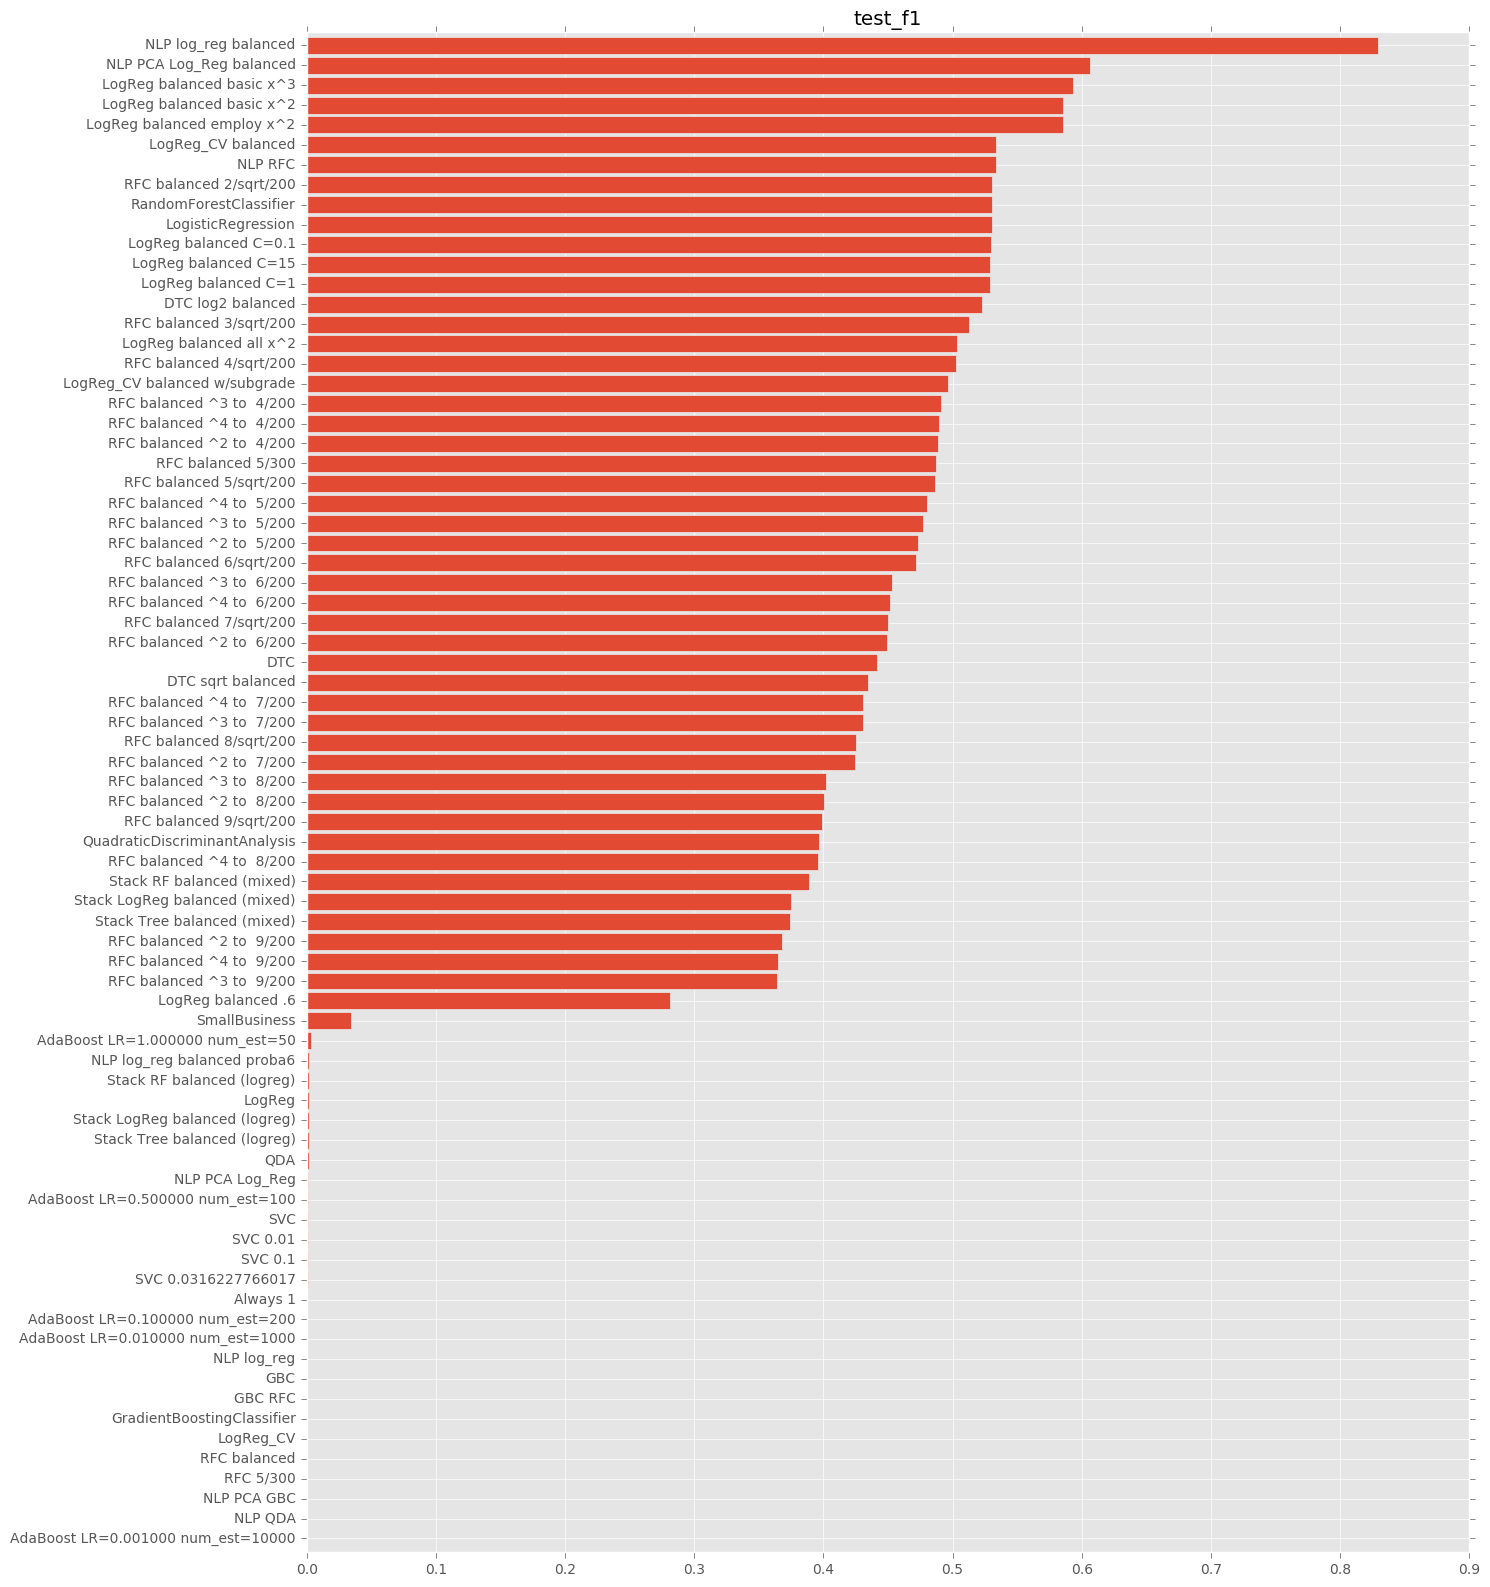 test_f1
NLP log_reg balanced
NLP PCA Log_Reg balanced
LogReg balanced basic x^3
LogReg balanced basic x^2
LogReg balanced employ x^2
LogReg_CV balanced
NLP RFC
RFC balanced 2/sqrt/200
RandomForestClassifier
LogisticRegression
LogReg balanced C=0.1
LogReg balanced C=15
LogReg balanced C=1
DTC log2 balanced
RFC balanced 3/sqrt/200
LogReg balanced all x^2
RFC balanced 4/sqrt/200
LogReg_CV balanced w/subgrade
RFC balanced ^3 to  4/200
RFC balanced ^4 to  4/200
RFC balanced ^2 to  4/200
RFC balanced 5/300
RFC balanced 5/sqrt/200
RFC balanced ^4 to  5/200
RFC balanced ^3 to  5/200
RFC balanced ^2 to  5/200
RFC balanced 6/sqrt/200
RFC balanced ^3 to  6/200
RFC balanced ^4 to  6/200
RFC balanced 7/sqrt/200
RFC balanced ^2 to  6/200
DTC
DTC sqrt balanced
RFC balanced ^4 to  7/200
RFC balanced ^3 to  7/200
RFC balanced 8/sqrt/200
RFC balanced ^2 to  7/200
RFC balanced ^3 to  8/200
RFC balanced ^2 to  8/200
RFC balanced 9/sqrt/200
QuadraticDiscriminantAnalysis
RFC balanced ^4 to  8/200
Stack RF balanced (mixed)
Stack LogReg balanced (mixed)
Stack Tree balanced (mixed)
RFC balanced ^2 to  9/200
RFC balanced ^4 to  9/200
RFC balanced ^3 to  9/200
LogReg balanced .6
SmallBusiness
AdaBoost LR=1.000000 num_est=50
NLP log_reg balanced proba6
Stack RF balanced (logreg)
LogReg
Stack LogReg balanced (logreg)
Stack Tree balanced (logreg)
QDA
NLP PCA Log_Reg
AdaBoost LR=0.500000 num_est=100
SVC
SVC 0.01
SVC 0.1
SVC 0.0316227766017
Always 1
AdaBoost LR=0.100000 num_est=200
AdaBoost LR=0.010000 num_est=1000
NLP log_reg
GBC
GBC RFC
GradientBoostingClassifier
LogReg_CV
RFC balanced
RFC 5/300
NLP PCA GBC
NLP QDA
AdaBoost LR=0.001000 num_est=10000
0.0 0.1 0.2 0.3 0.4 0.5 0.6 0.7 0.8 0.9